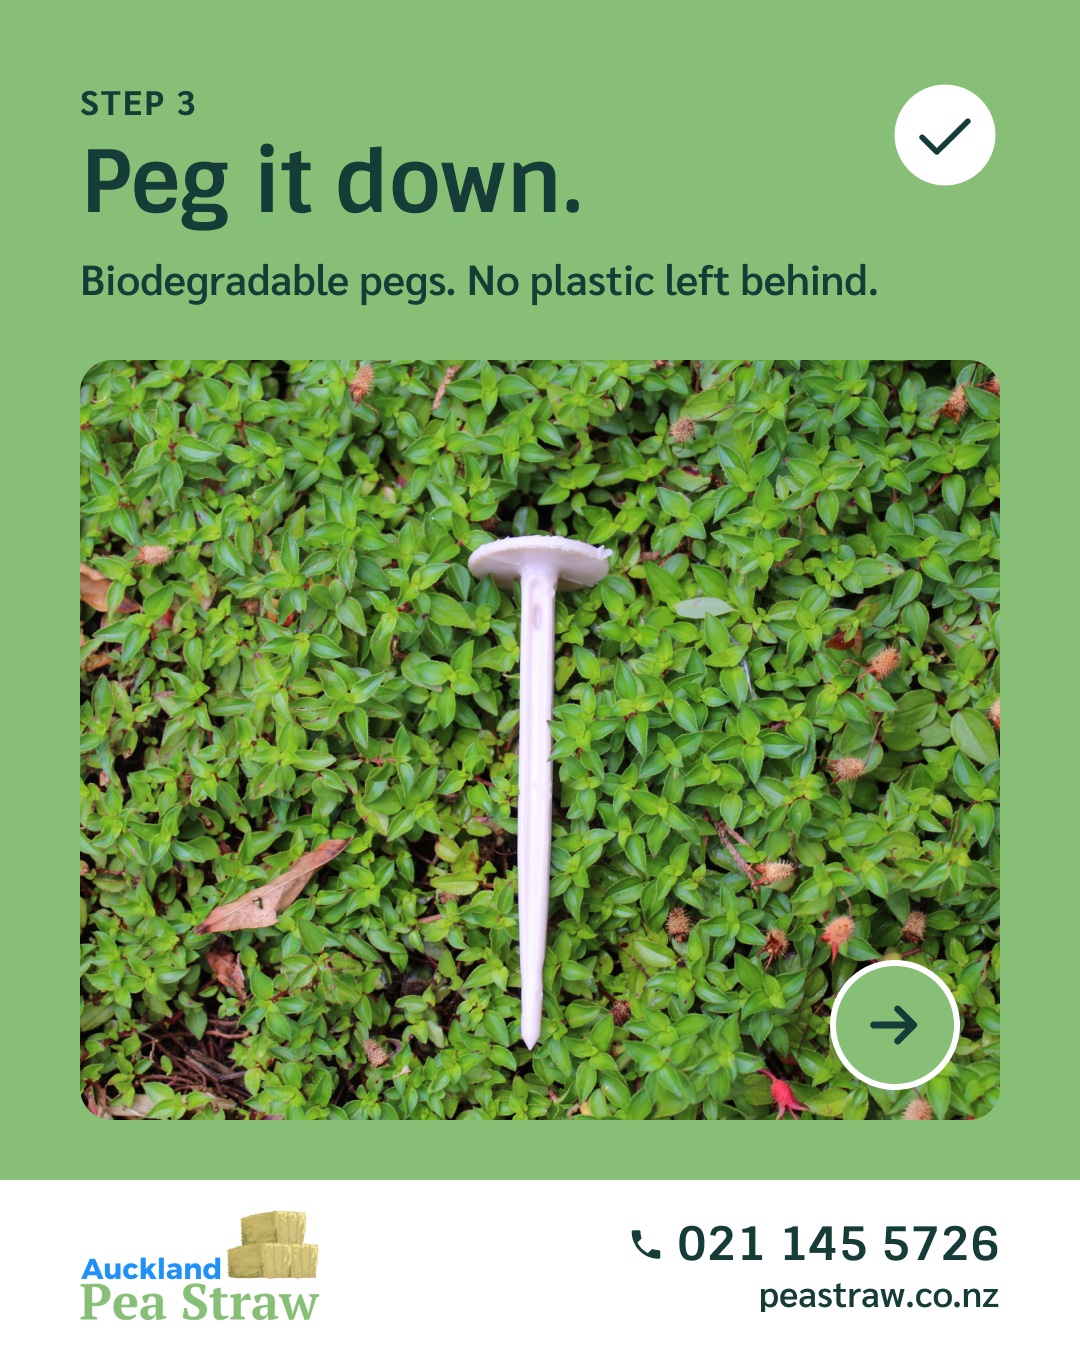 STEP 3
Peg it down.
Biodegradable pegs. No plastic left behind.
Auckland
Pea Straw
021 145 5726
peastraw.co.nz